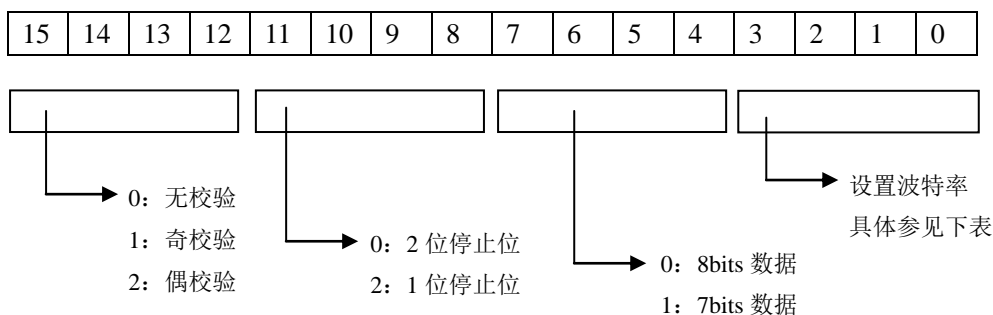 15 14 13 12 11 10 9 8 7 6 5 4 3 2 1 0
0：无校验
1：奇校验
2：偶校验
0：2 位停止位
2：1 位停止位
0：8bits 数据
1：7bits 数据
设置波特率
具体参见下表